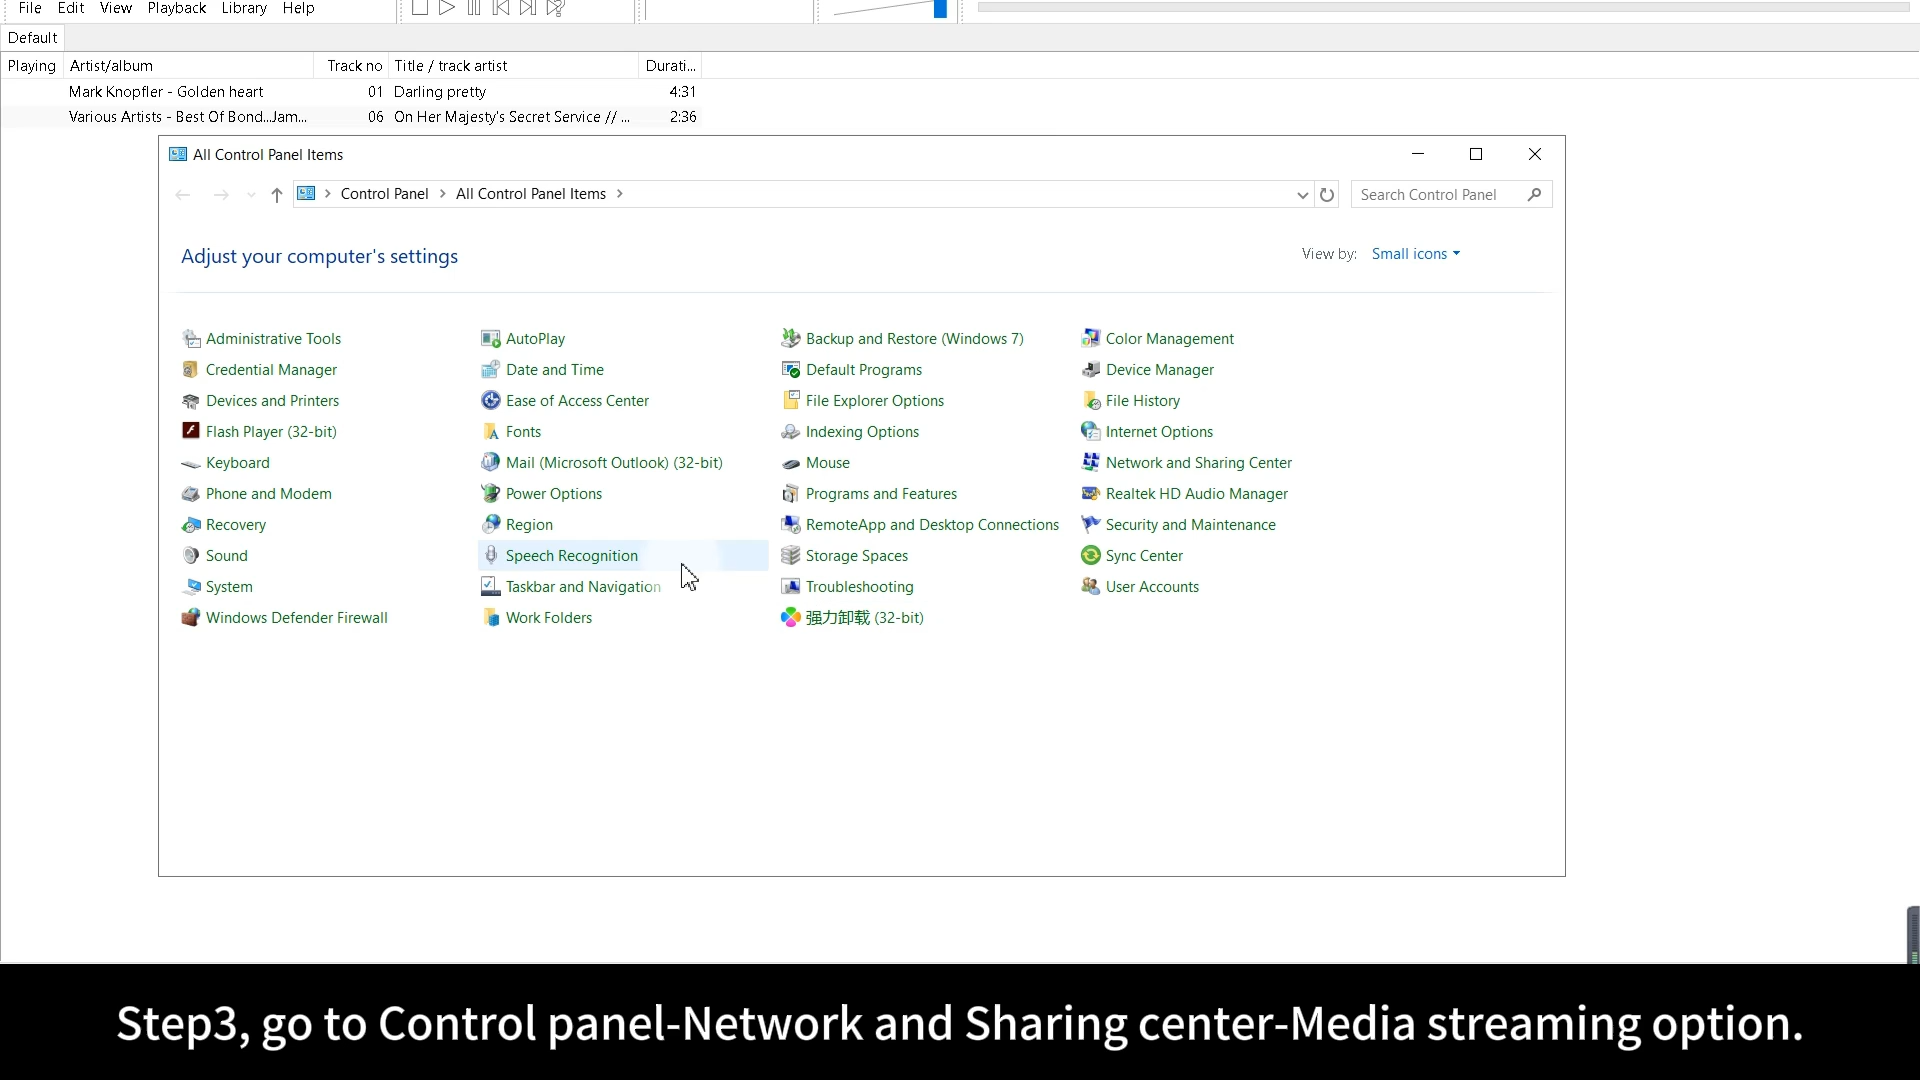 File Edit View Playback Library Help
Default
Playing Artist/album Track no Title / track artist Durati...
Mark Knopfler - Golden heart 01 Darling pretty 4:31
Various Artists - Best Of Bond...Jam... 06 On Her Majesty's Secret Service // ... 2:36
All Control Panel Items
Control Panel All Control Panel Items Search Control Panel
Adjust your computer's settings View by: Small icons
Administrative Tools AutoPlay Backup and Restore (Windows 7) Color Management
Credential Manager Date and Time Default Programs Device Manager
Devices and Printers Ease of Access Center File Explorer Options File History
Flash Player (32-bit) Fonts Indexing Options Internet Options
Keyboard Mail (Microsoft Outlook) (32-bit) Mouse Network and Sharing Center
Phone and Modem Power Options Programs and Features Realtek HD Audio Manager
Recovery Region RemoteApp and Desktop Connections Security and Maintenance
Sound Speech Recognition Storage Spaces Sync Center
System Taskbar and Navigation Troubleshooting User Accounts
Windows Defender Firewall Work Folders 强力卸载 (32-bit)
Step3, go to Control panel-Network and Sharing center-Media streaming option.